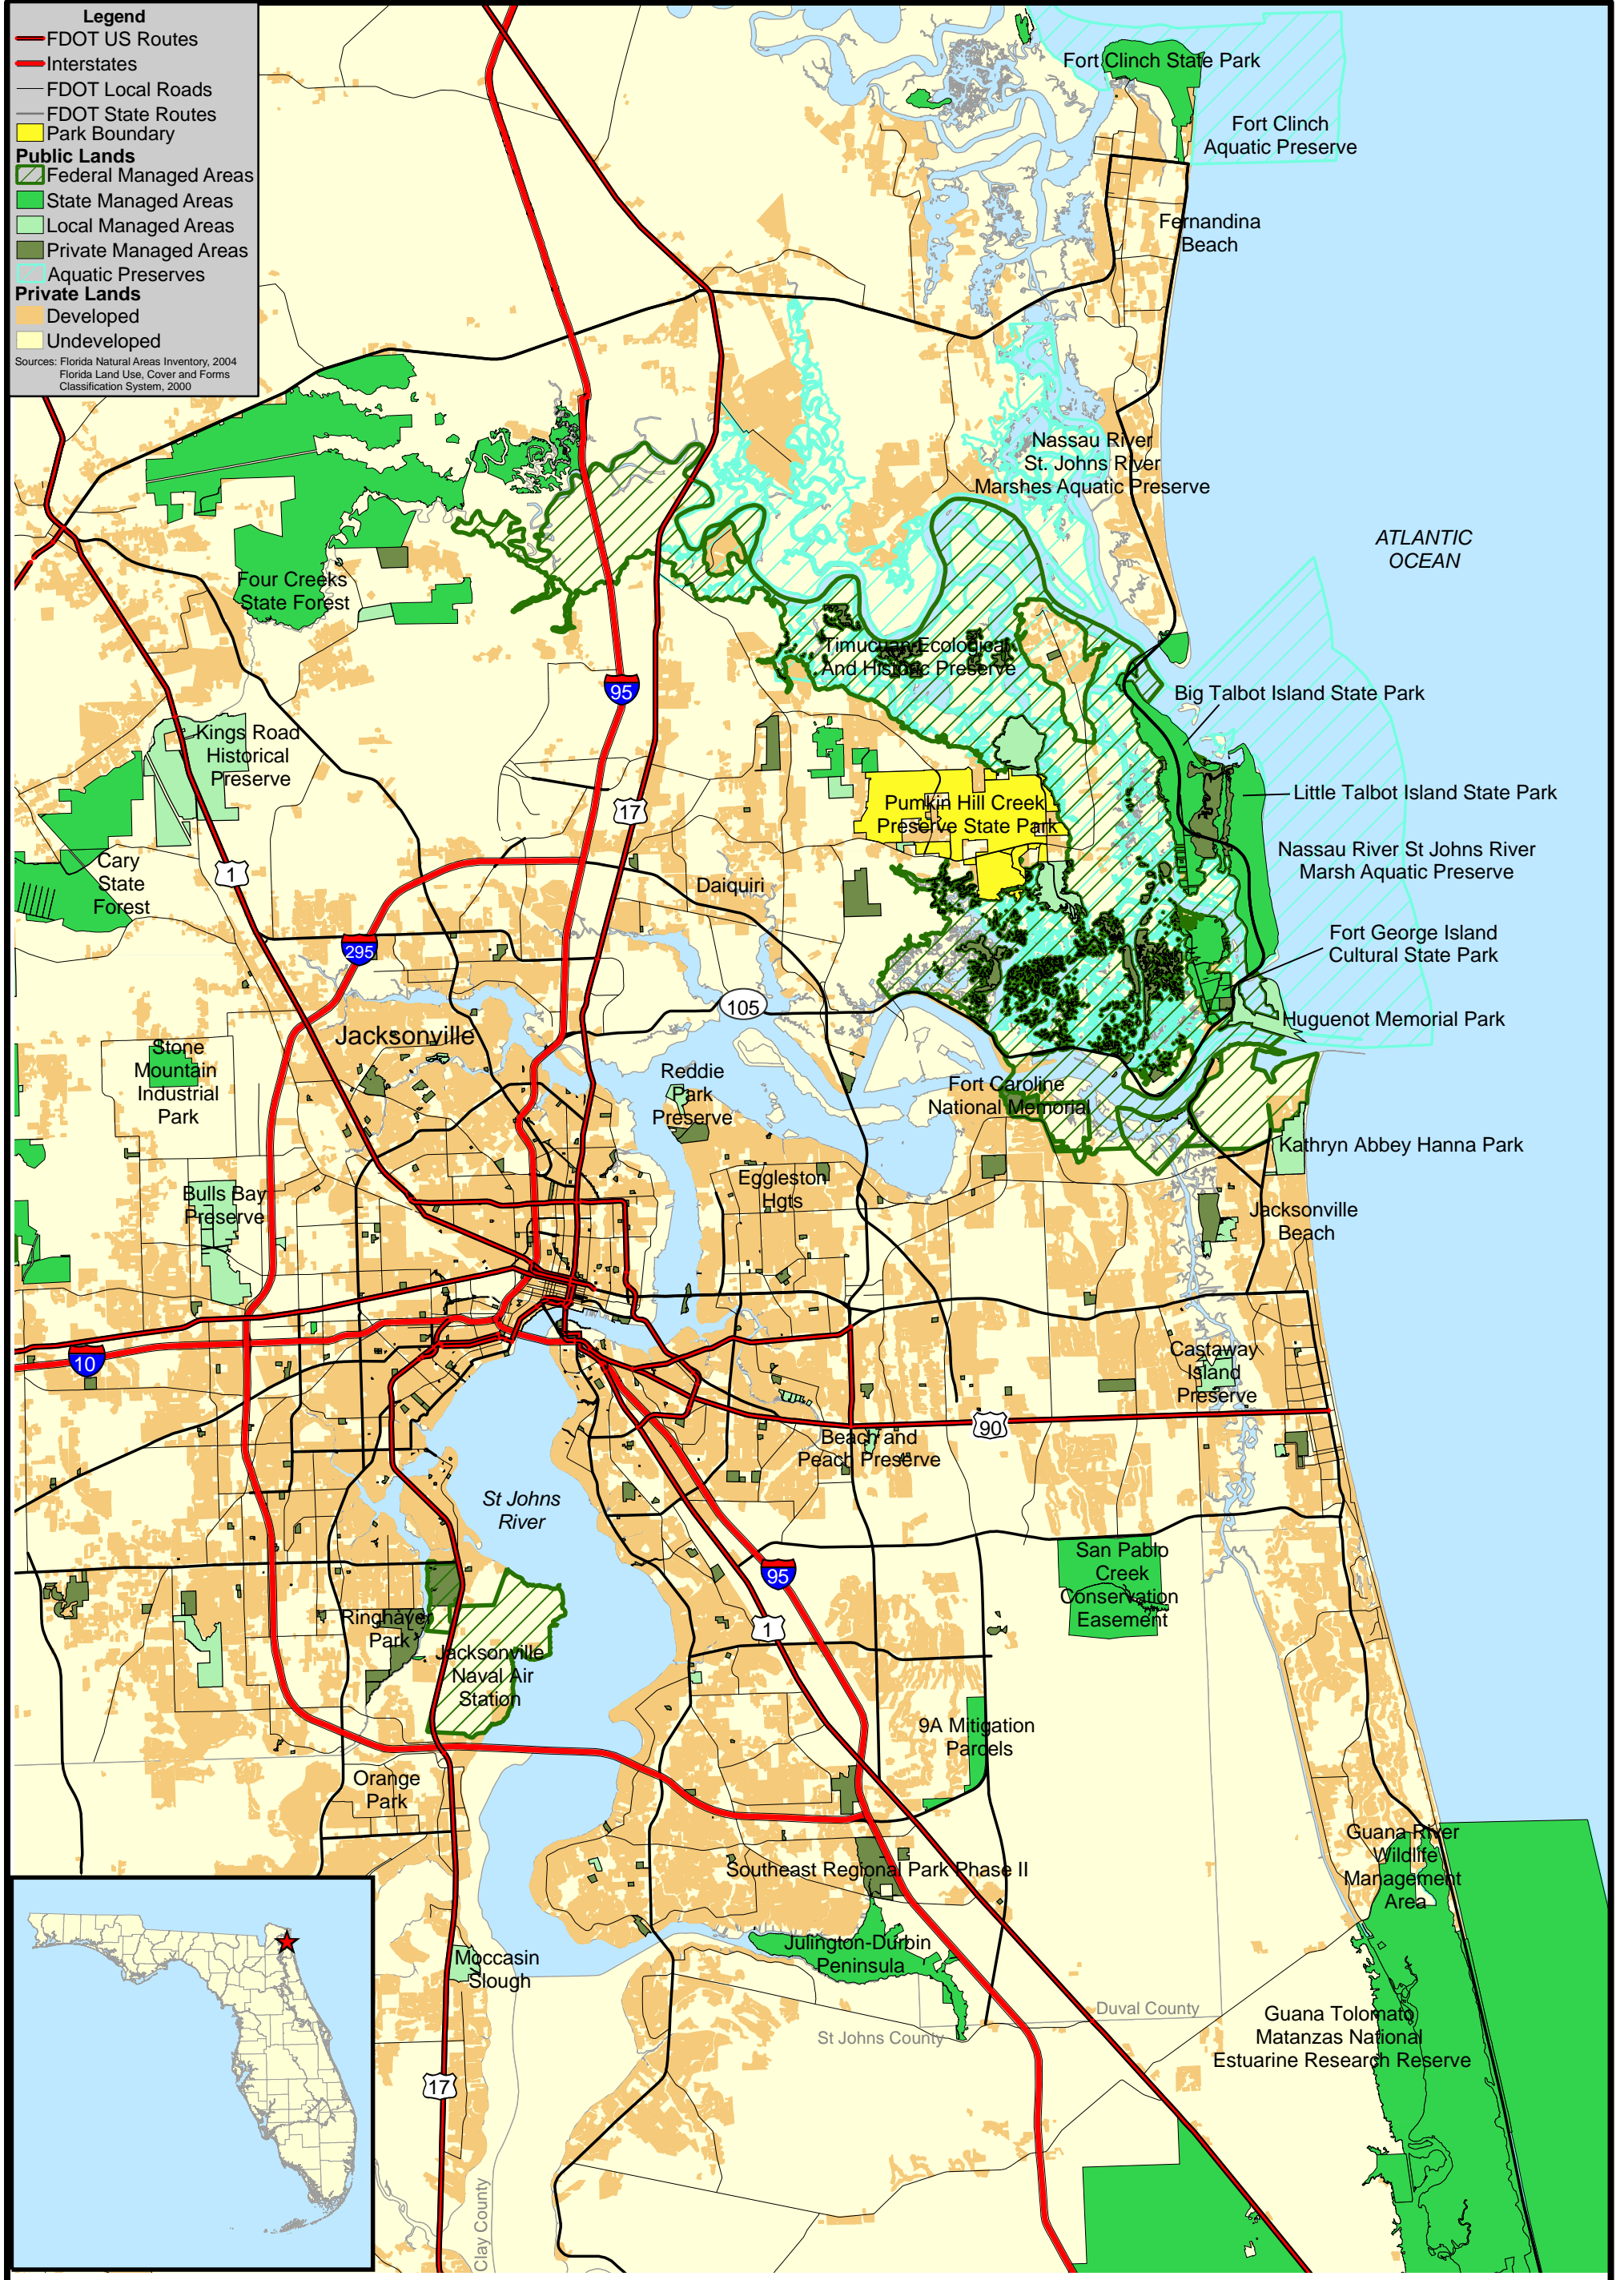 Legend
FDOT US Routes
Interstates
FDOT Local Roads
FDOT State Routes
Park Boundary
Public Lands
Federal Managed Areas
State Managed Areas
Local Managed Areas
Private Managed Areas
Aquatic Preserves
Private Lands
Developed
Undeveloped
Sources: Florida Natural Areas Inventory, 2004
Florida Land Use, Cover and Forms
Classification System, 2000
Fort Clinch State Park
Fort Clinch
Aquatic Preserve
Fernandina
Beach
Nassau River
St. Johns River
Marshes Aquatic Preserve
ATLANTIC
OCEAN
Four Creeks
State Forest
Timucuan Ecological
And Historic Preserve
95
Big Talbot Island State Park
Kings Road
Historical
Preserve
17
Little Talbot Island State Park
Pumkin Hill Creek
Preserve State Park
Nassau River St Johns River
Marsh Aquatic Preserve
1
Cary
State
Forest
Daiquiri
295
Fort George Island
Cultural State Park
105
Huguenot Memorial Park
Jacksonville
Stone
Mountain
Industrial
Park
Reddie
Park
Preserve
Fort Caroline
National Memorial
Kathryn Abbey Hanna Park
Eggleston
Hgts
Bulls Bay
Preserve
Jacksonville
Beach
10
Castaway
Island
Preserve
90
Beach and
Peach Preserve
St Johns
River
San Pablo
Creek
Conservation
Easement
95
1
Ringhaver
Park
Jacksonville
Naval Air
Station
9A Mitigation
Parcels
Orange
Park
Guana River
Wildlife
Management
Area
Southeast Regional Park Phase II
Julington-Durbin
Peninsula
Moccasin
Slough
Duval County
St Johns County
Guana Tolomato
Matanzas National
Estuarine Research Reserve
17
Clay County